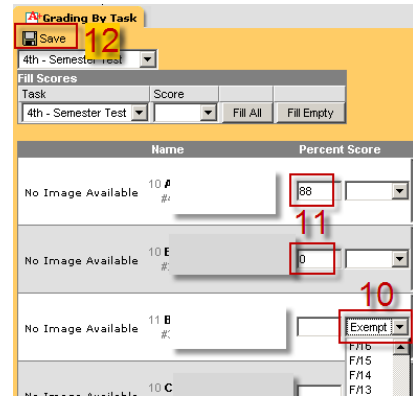 Grading By Task
Save 12
4th - Semester Test
Fill Scores
Task Score
4th - Semester Test Fill All Fill Empty
Name Percent Score
No Image Available 10 A 88
#
11
No Image Available 10 E 0
#
10
No Image Available 11 B Exempt
#
F/16
F/15
F/14
No Image Available 10 C F/13